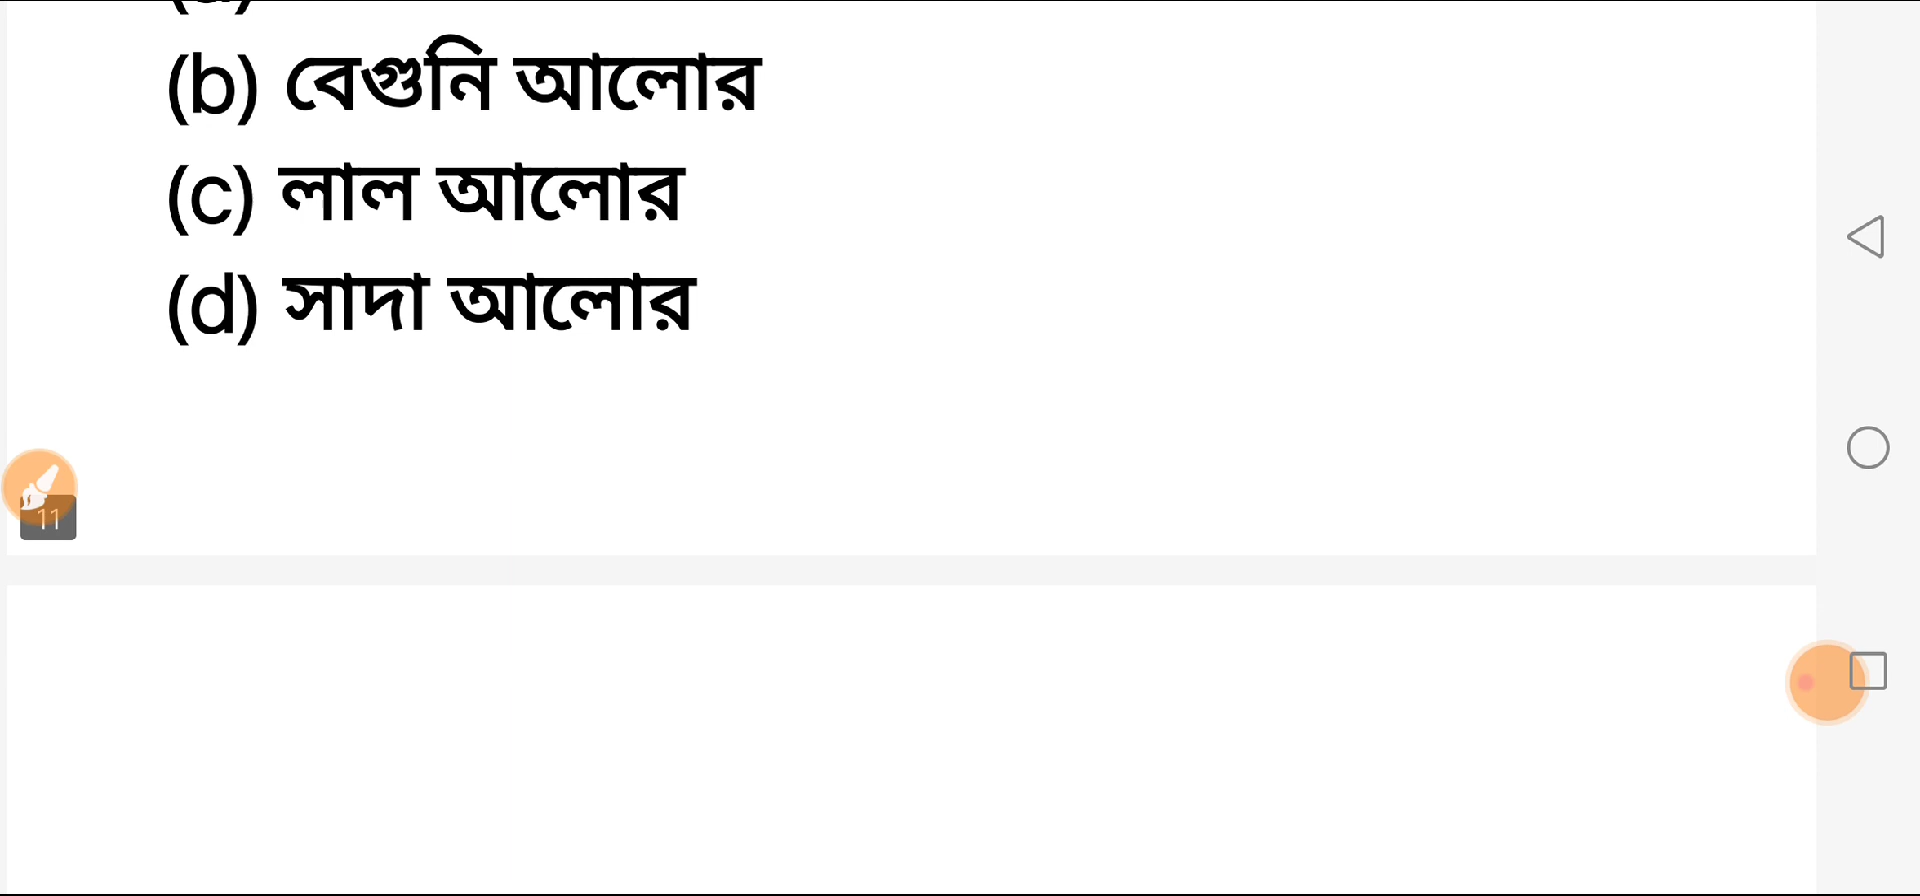 (b) বেগুনি আলোর
(c) লাল আলোর
(d) সাদা আলোর
11